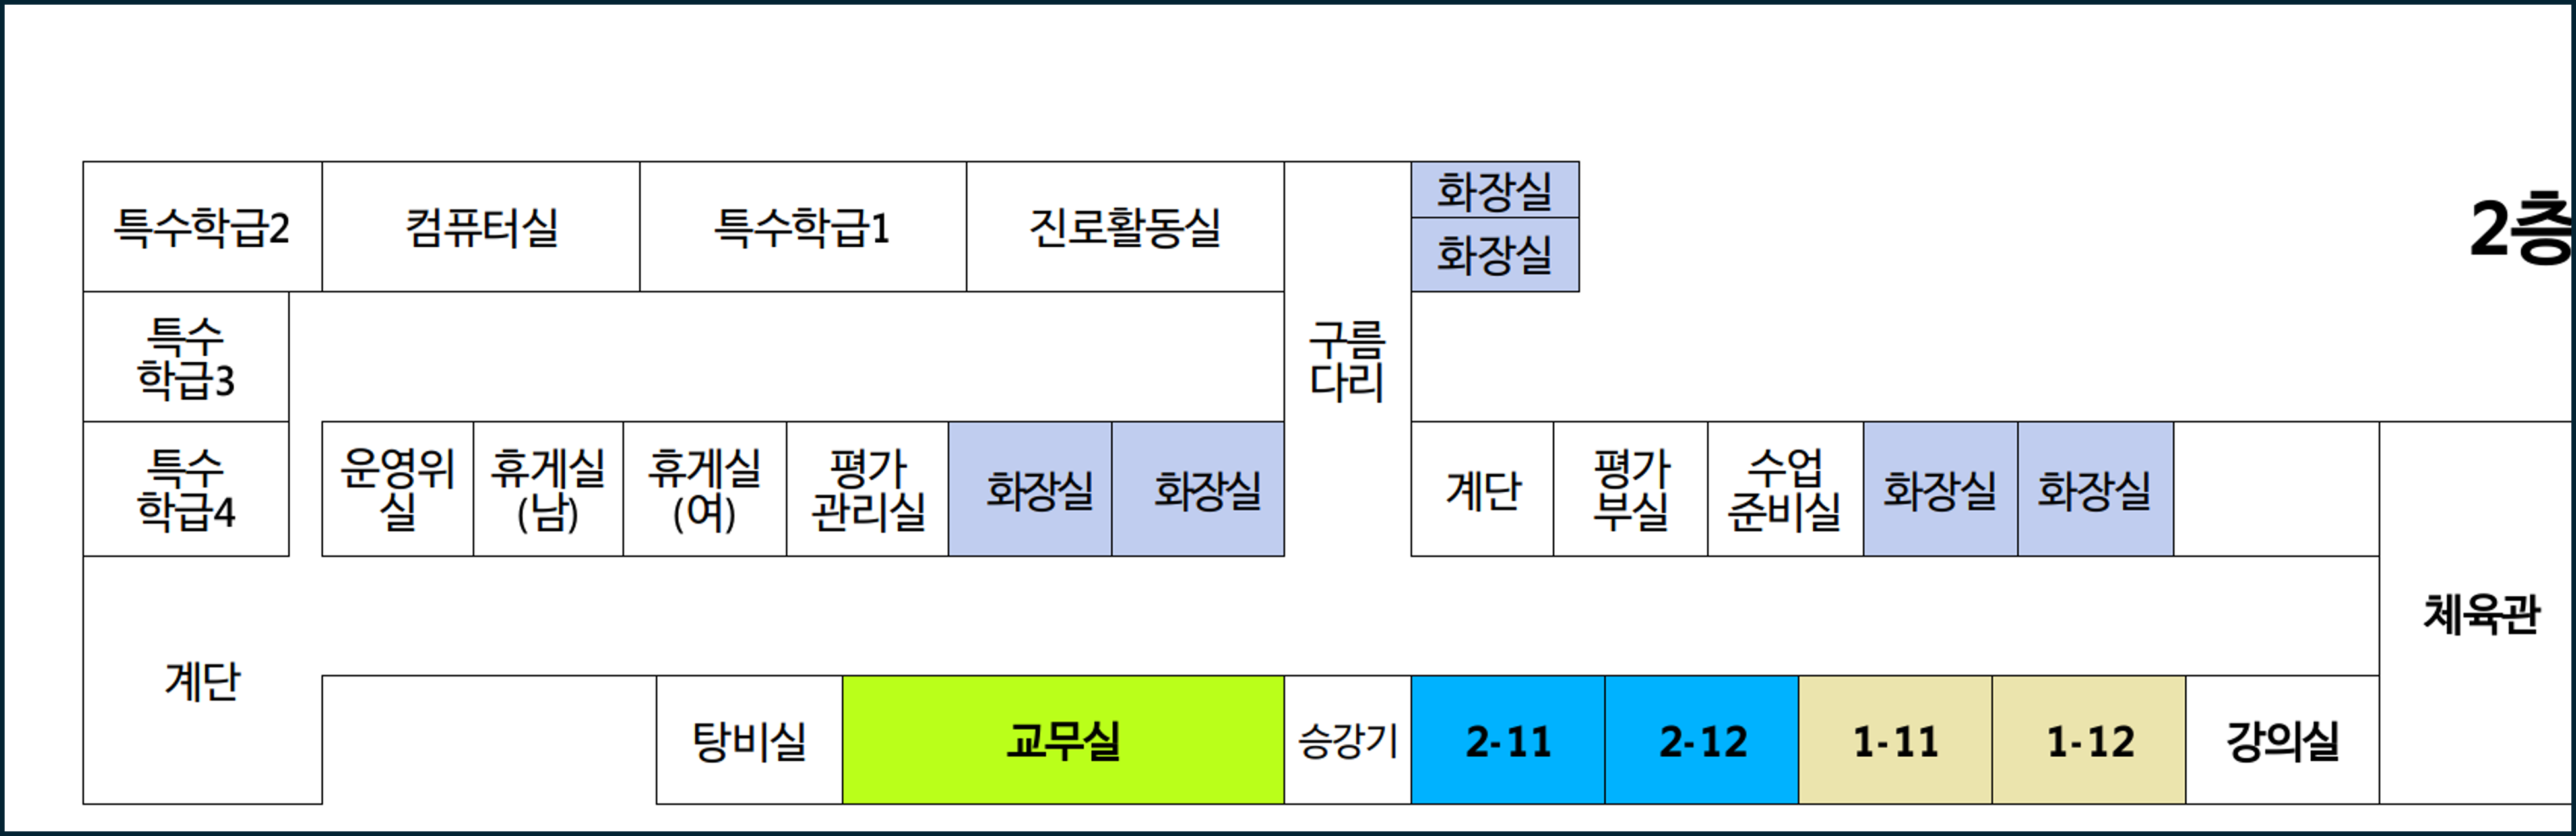 특수학급2
컴퓨터실
특수학급1
진로활동실
화장실
화장실
2층
특수
학급3
구름
다리
특수
학급4
운영위
실
휴게실
(남)
휴게실
(여)
평가
관리실
화장실
화장실
계단
평가
부실
수업
준비실
화장실
화장실
체육관
계단
탕비실
교무실
승강기
2-11
2-12
1-11
1-12
강의실